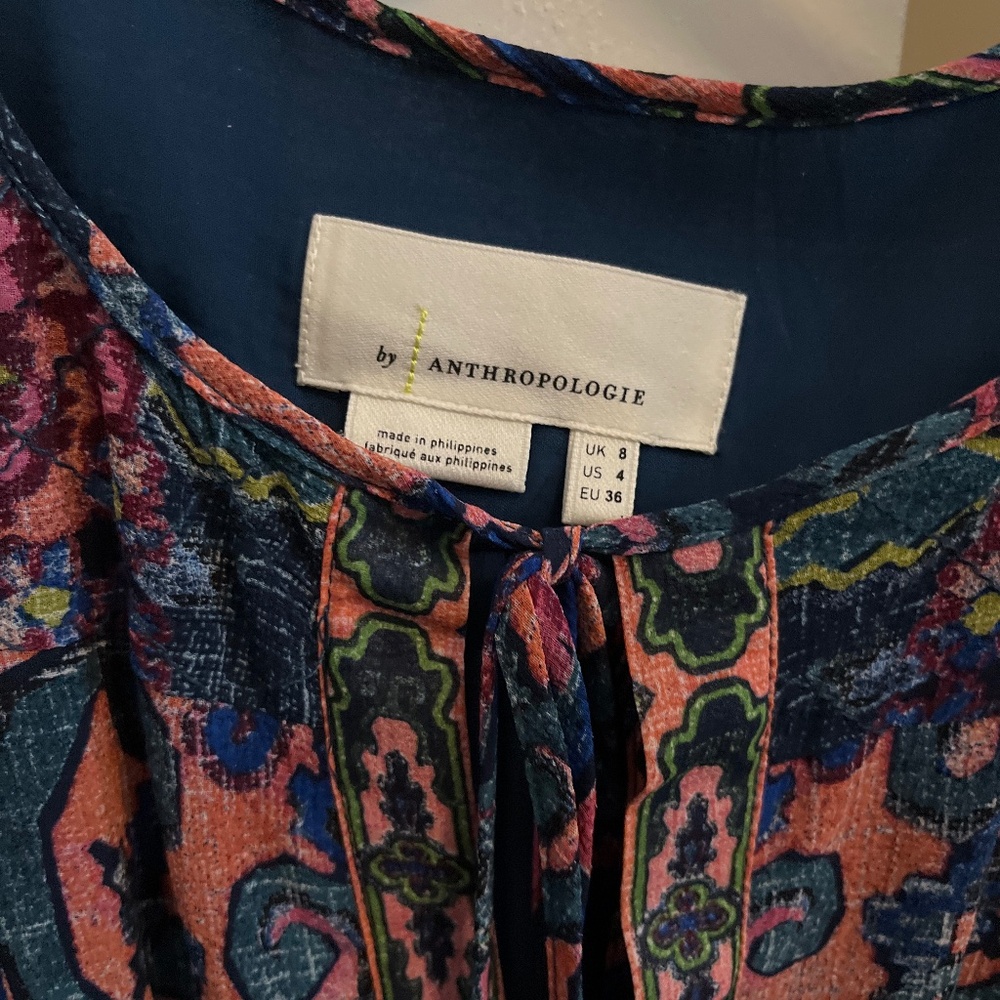 by ANTHROPOLOGIE
made in philippines
fabriqué aux philippines
UK 8
US 4
EU 36